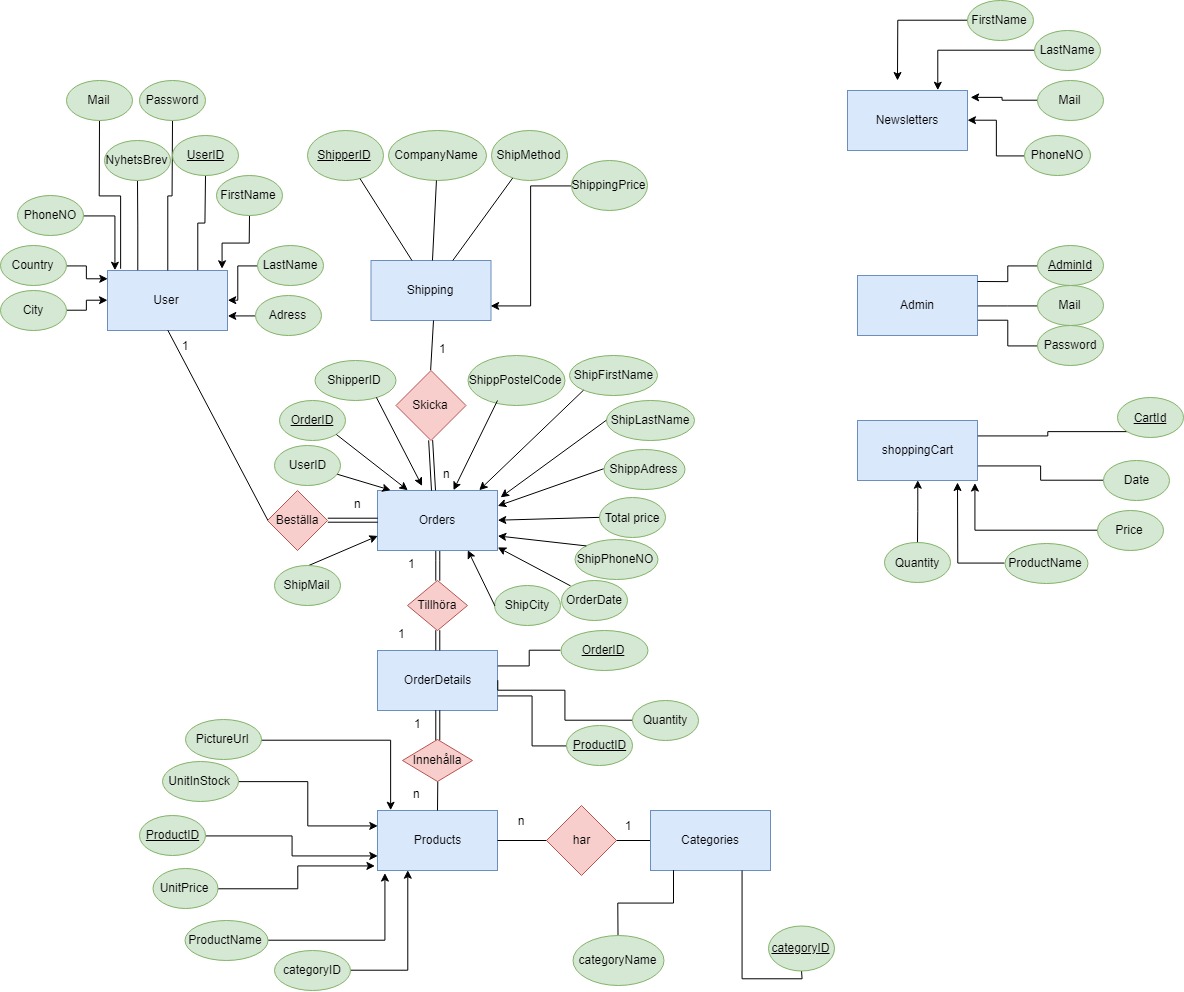 FirstName
LastName
Mail
Newsletters
PhoneNO
Mail
Password
NyhetsBrev
UserID
FirstName
PhoneNO
Country
LastName
City
User
Adress
1
ShipperID
CompanyName
ShipMethod
ShippingPrice
Shipping
1
AdminId
Admin
Mail
Password
ShipperID
Skicka
ShippPostelCode
ShipFirstName
OrderID
ShipLastName
UserID
n
ShippAdress
n
Beställa
Orders
Total price
ShipPhoneNO
1
ShipMail
ShipCity
OrderDate
Tillhöra
1
CartId
shoppingCart
Date
Price
Quantity
ProductName
OrderID
OrderDetails
Quantity
1
ProductID
PictureUrl
Innehålla
UnitInStock
n
ProductID
Products
n
har
1
Categories
UnitPrice
ProductName
categoryID
categoryName
categoryID